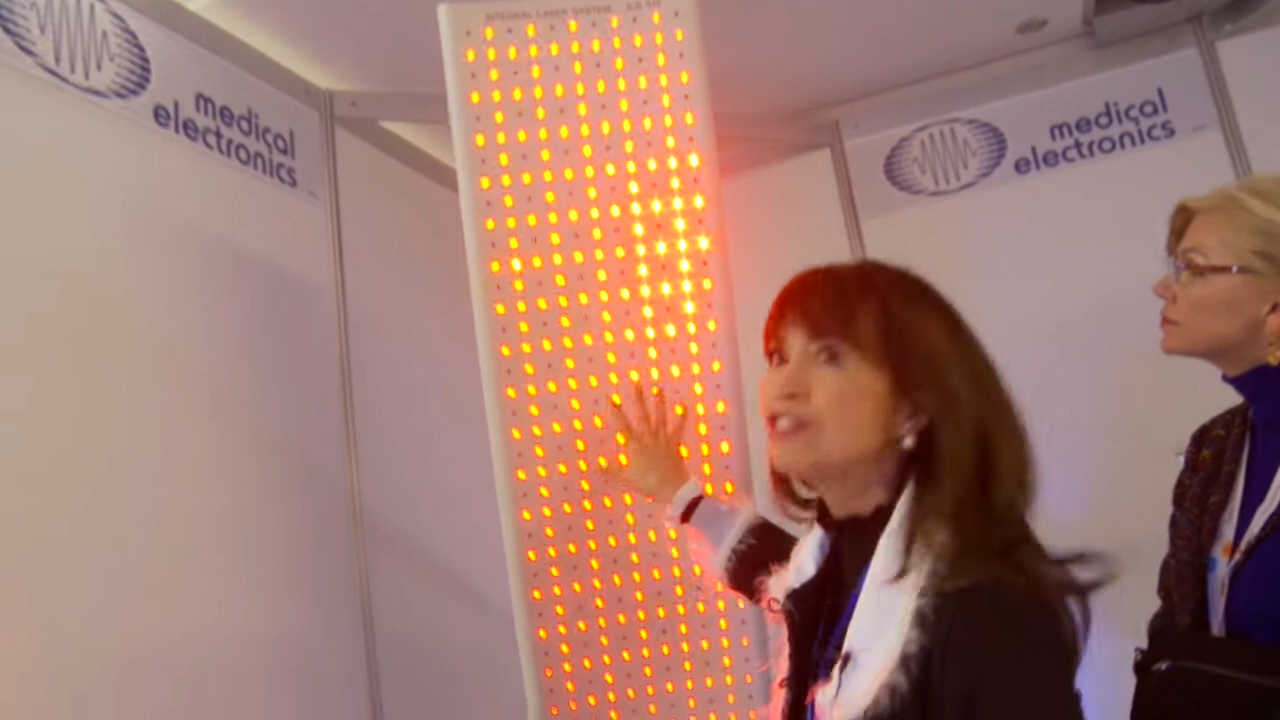 INTEGRAL LASER SYSTEM
medical
electronics
medical
electronics